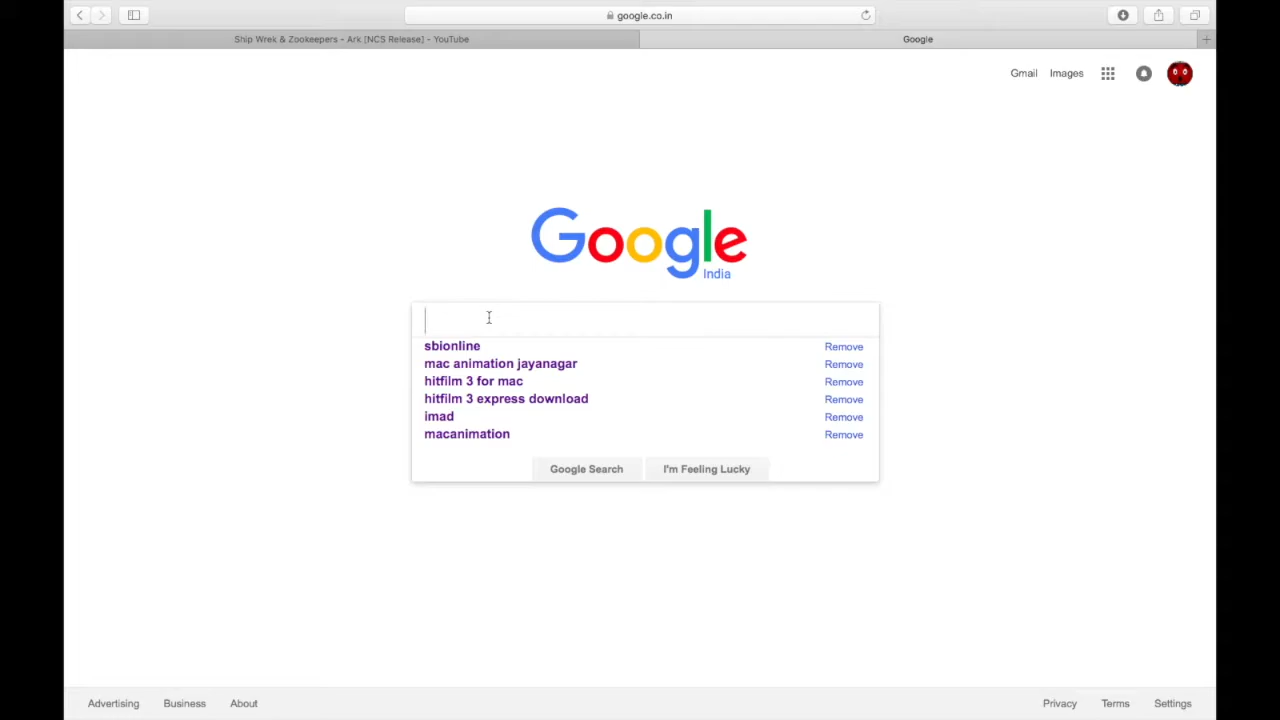 google.co.in
Ship Wrek & Zookeepers - Ark [NCS Release] - YouTube
Google
Gmail Images
Google
India
sbionline Remove
mac animation jayanagar Remove
hitfilm 3 for mac Remove
hitfilm 3 express download Remove
imad Remove
macanimation Remove
Google Search I'm Feeling Lucky
Advertising Business About Privacy Terms Settings